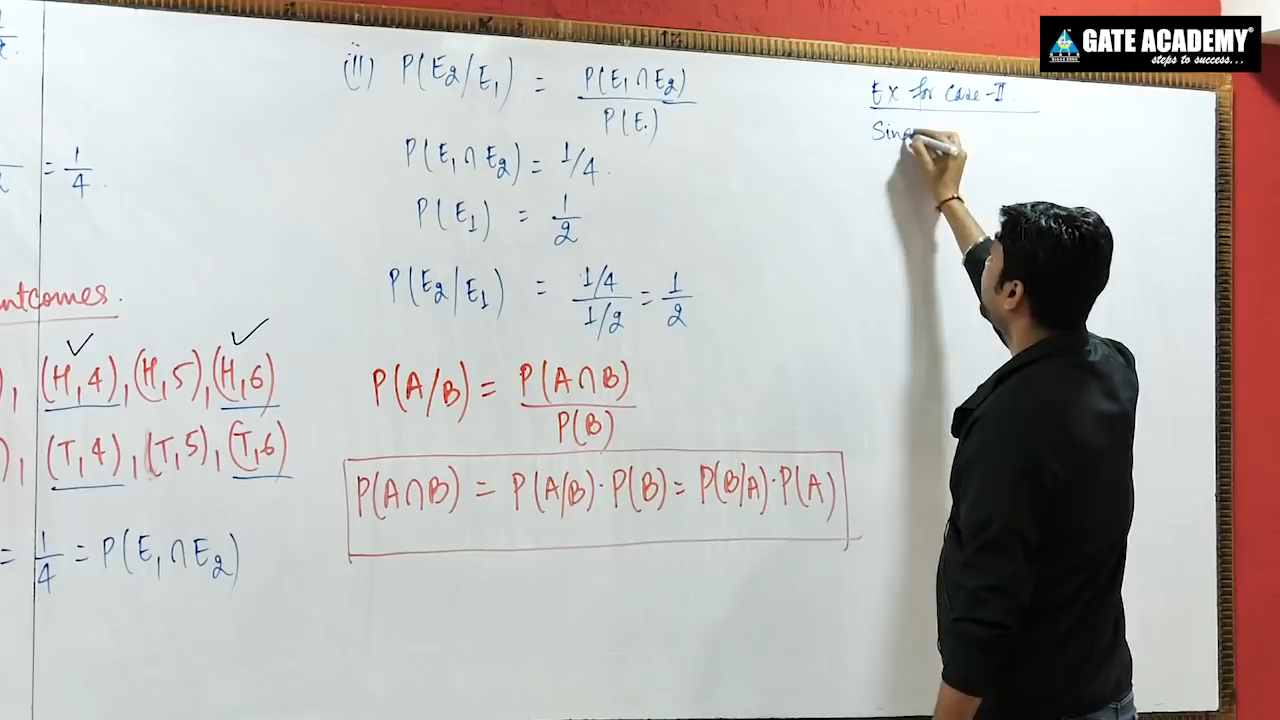 GATE ACADEMY®
steps to success...
= 1/4
(ii) P(E2/E1) = P(E1∩E2) / P(E1)
P(E1∩E2) = 1/4.
P(E1) = 1/2
P(E2/E1) = (1/4) / (1/2) = 1/2
outcomes.
), (H,4), (H,5), (H,6)
), (T,4), (T,5), (T,6)
= 1/4 = P(E1∩E2)
P(A/B) = P(A∩B) / P(B)
P(A∩B) = P(A/B)·P(B) = P(B/A)·P(A)
Ex for Case-II.